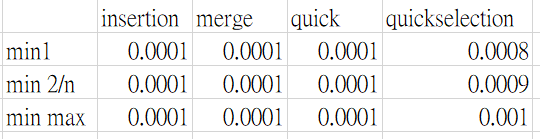 insertion merge quick quickselection
min1 0.0001 0.0001 0.0001 0.0008
min 2/n 0.0001 0.0001 0.0001 0.0009
min max 0.0001 0.0001 0.0001 0.001